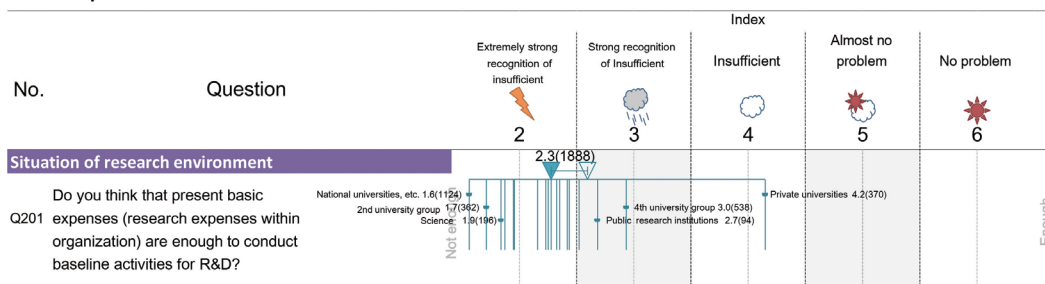 Index
Extremely strong recognition of insufficient
Strong recognition of Insufficient
Insufficient
Almost no problem
No problem
No.
Question
2
3
4
5
6
Situation of research environment
2.3(1888)
Q201
Do you think that present basic
expenses (research expenses within
organization) are enough to conduct
baseline activities for R&D?
Not enough
National universities, etc. 1.6(1124)
2nd university group 1.7(362)
Science 1.9(196)
Private universities 4.2(370)
4th university group 3.0(538)
Public research institutions 2.7(94)
Enough